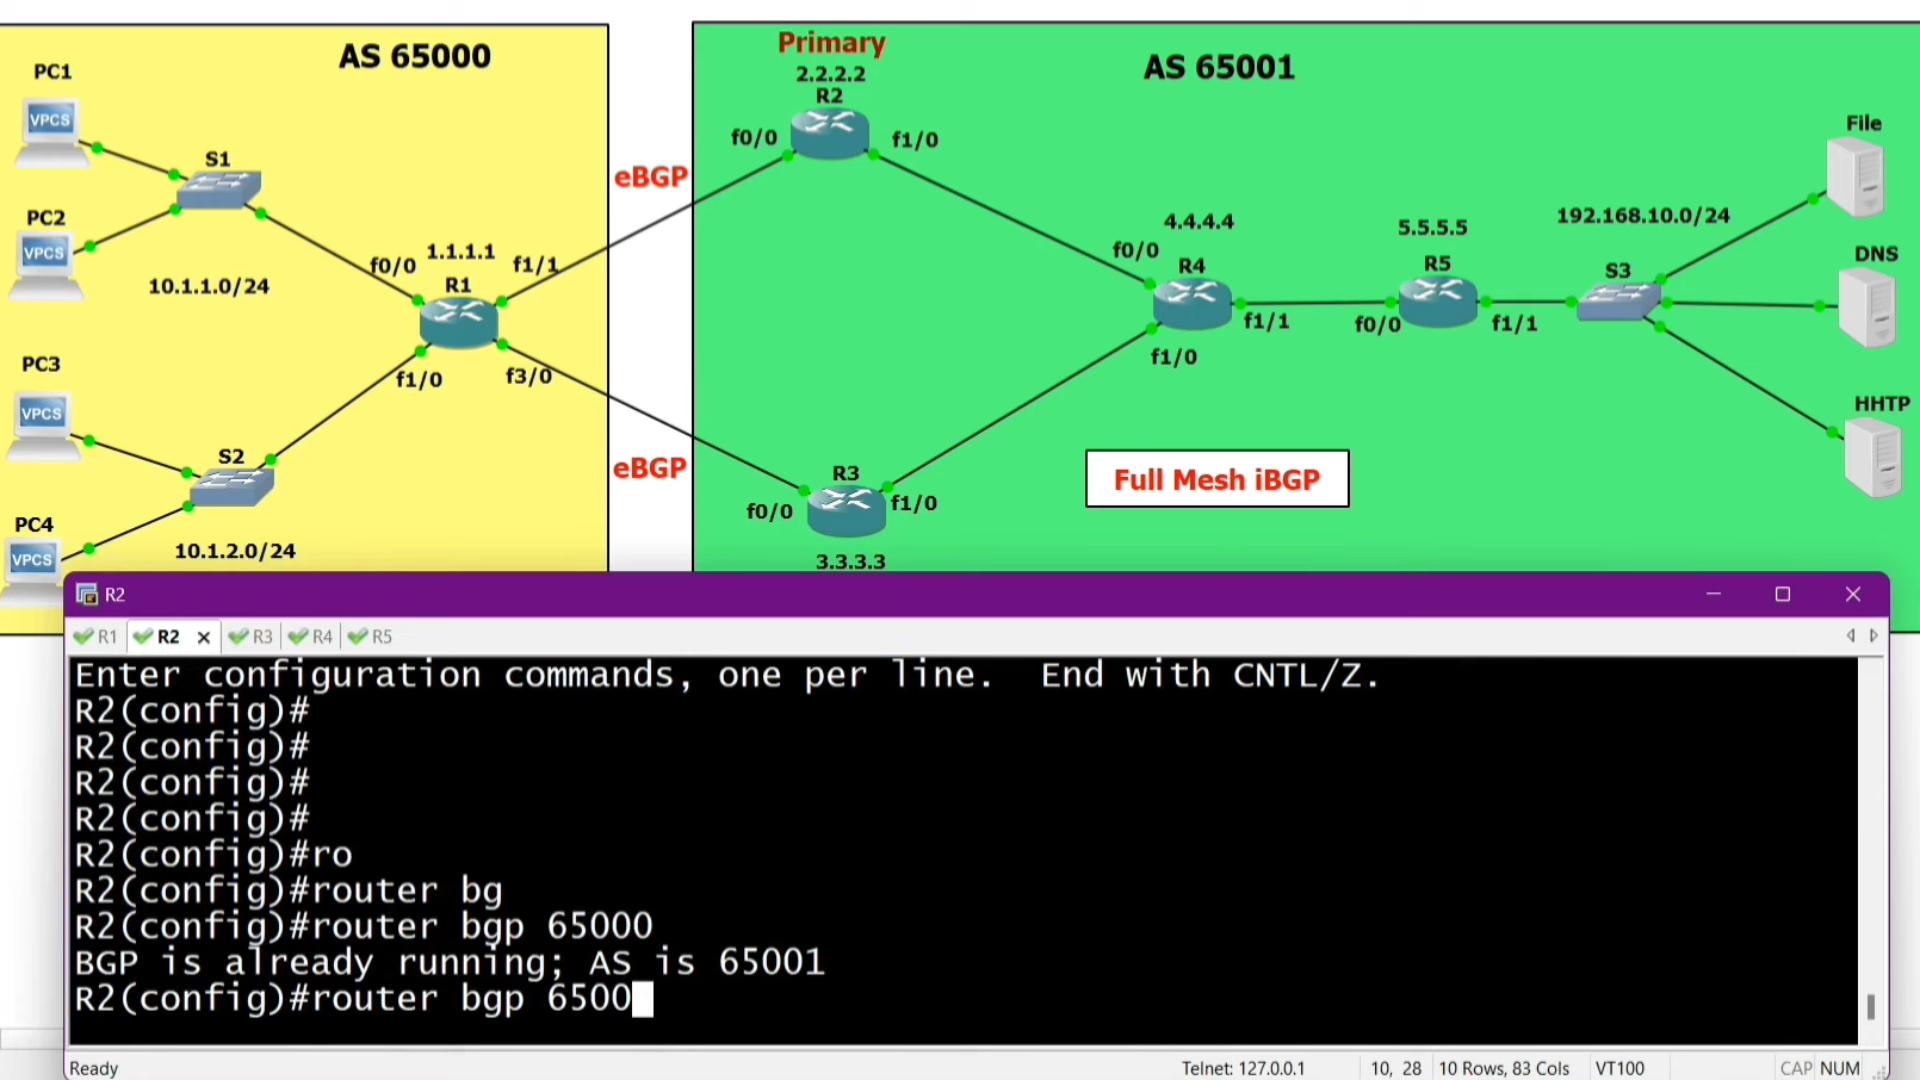 AS 65000
Primary
AS 65001
2.2.2.2
R2
PC1
VPCS
File
f0/0
f1/0
S1
eBGP
PC2
VPCS
4.4.4.4
5.5.5.5
192.168.10.0/24
DNS
1.1.1.1
f0/0
f1/1
R1
f0/0
R4
R5
S3
10.1.1.0/24
f1/1
f0/0
f1/1
PC3
f1/0
f3/0
f1/0
VPCS
HHTP
S2
eBGP
R3
Full Mesh iBGP
f0/0
f1/0
PC4
VPCS
10.1.2.0/24
3.3.3.3
R2
R1
R2
R3
R4
R5
Enter configuration commands, one per line.  End with CNTL/Z.
R2(config)#
R2(config)#
R2(config)#
R2(config)#
R2(config)#ro
R2(config)#router bg
R2(config)#router bgp 65000
BGP is already running; AS is 65001
R2(config)#router bgp 6500
Ready
Telnet: 127.0.0.1
10, 28
10 Rows, 83 Cols
VT100
CAP
NUM